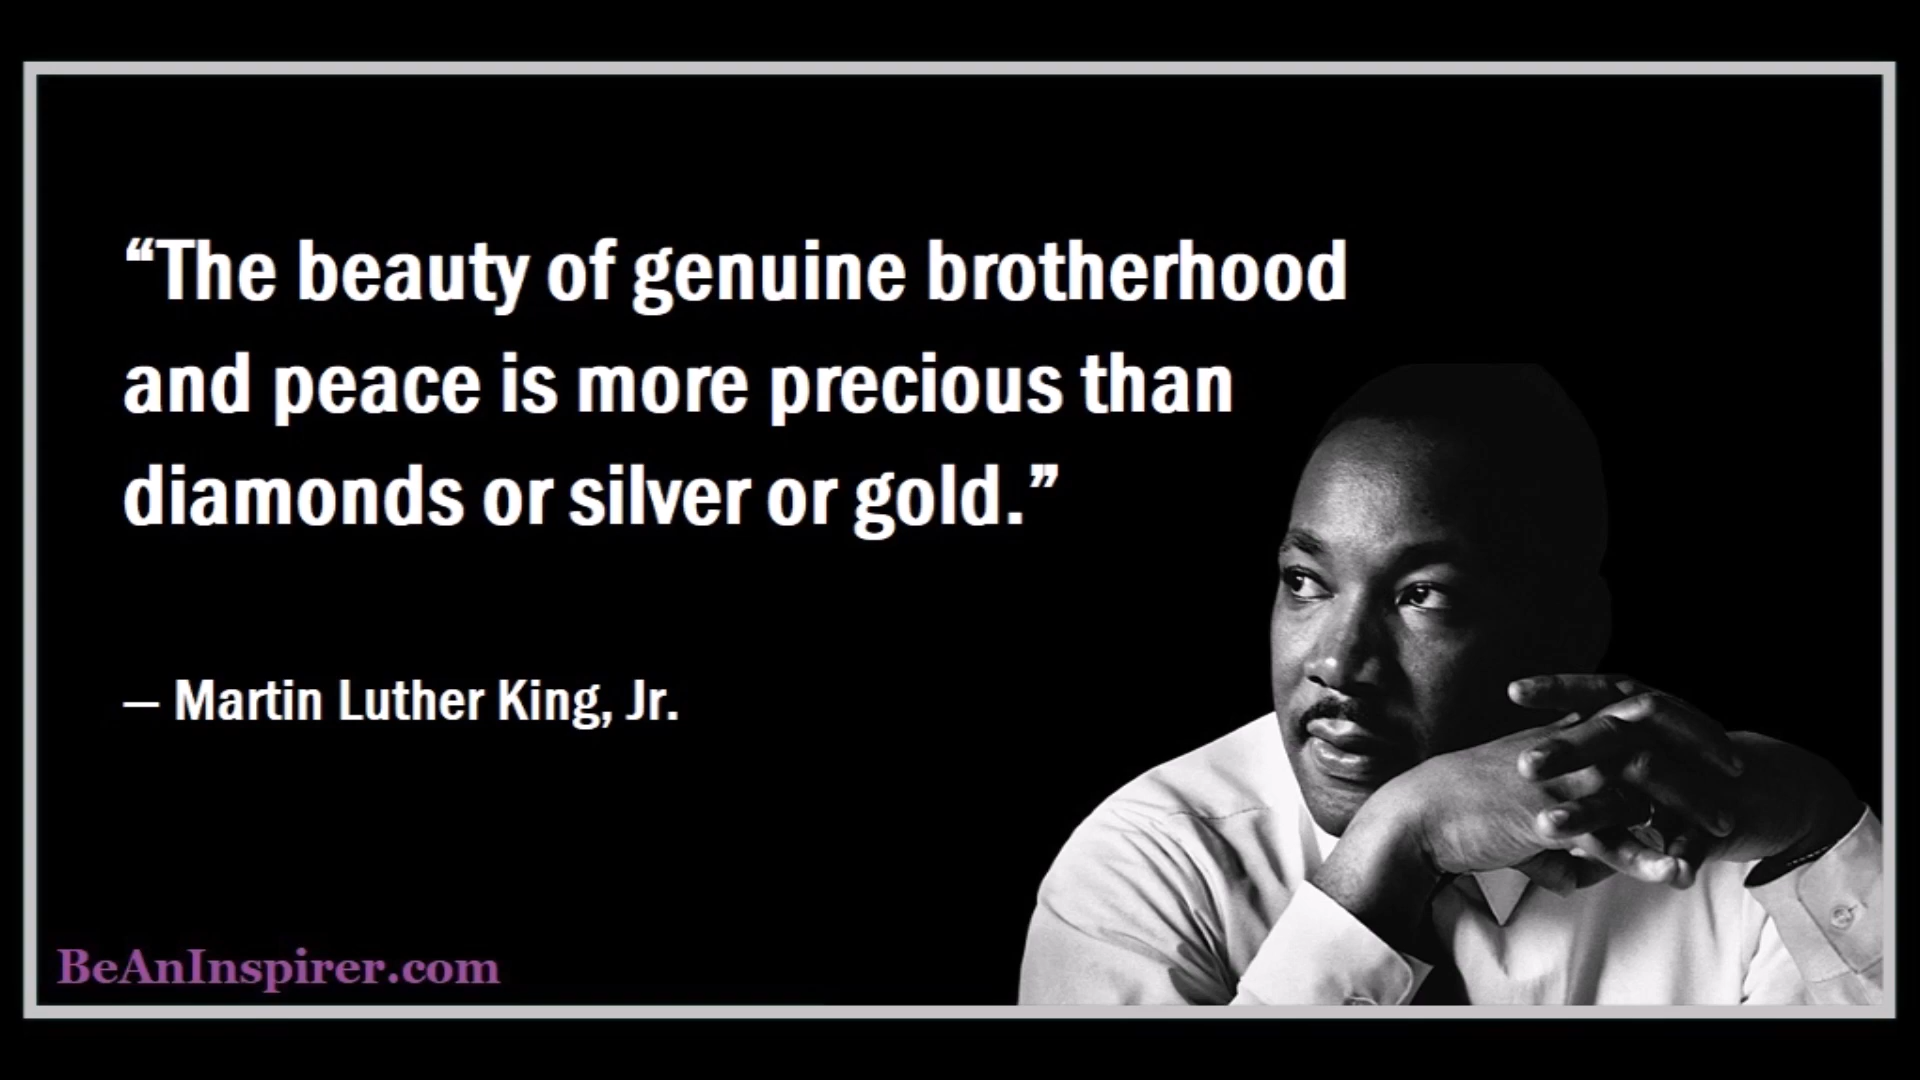 “The beauty of genuine brotherhood
and peace is more precious than
diamonds or silver or gold.”
— Martin Luther King, Jr.
BeAnInspirer.com